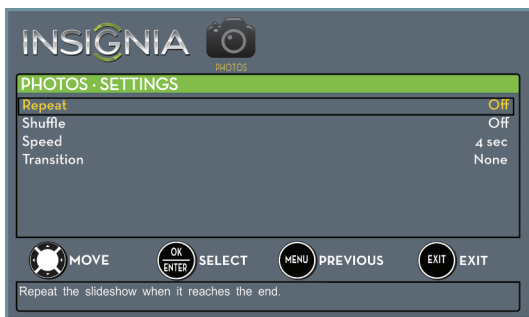 INSIGNIA
PHOTOS
PHOTOS · SETTINGS
Repeat Off
Shuffle Off
Speed 4 sec
Transition None
MOVE OK ENTER SELECT MENU PREVIOUS EXIT EXIT
Repeat the slideshow when it reaches the end.